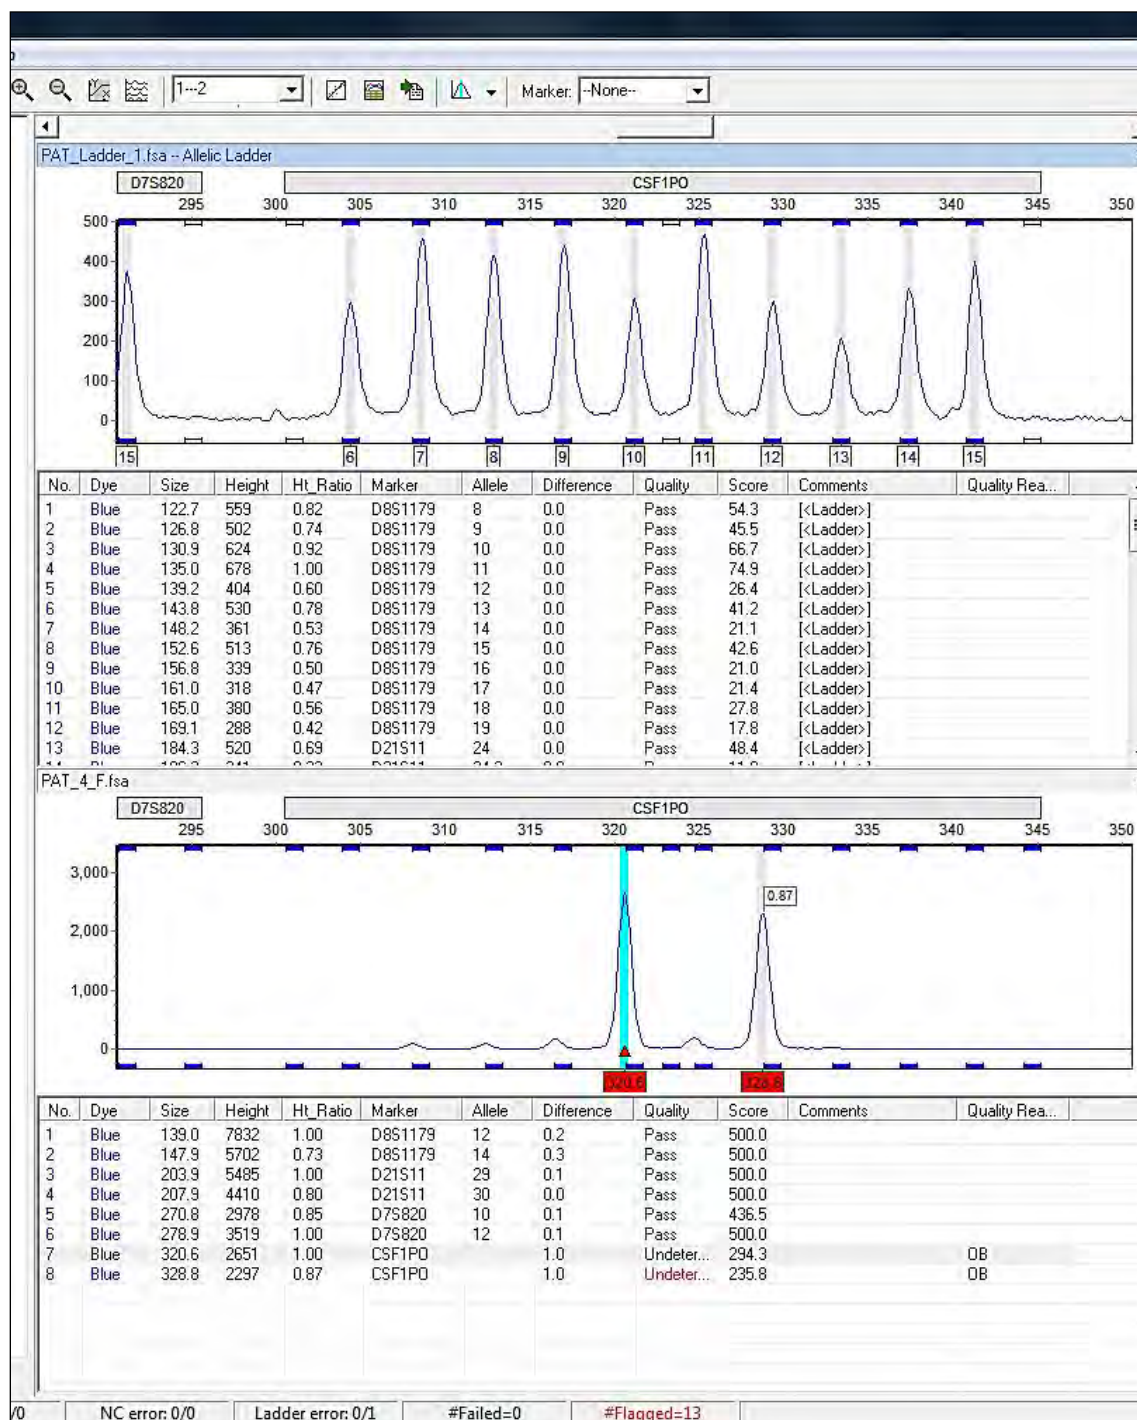 1---2 Marker: --None--
PAT_Ladder_1.fsa -- Allelic Ladder
D7S820 CSF1PO
295 300 305 310 315 320 325 330 335 340 345 350
500
400
300
200
100
0
15 6 7 8 9 10 11 12 13 14 15
No. Dye Size Height Ht_Ratio Marker Allele Difference Quality Score Comments Quality Rea...
1 Blue 122.7 559 0.82 D8S1179 8 0.0 Pass 54.3 [<Ladder>]
2 Blue 126.8 502 0.74 D8S1179 9 0.0 Pass 45.5 [<Ladder>]
3 Blue 130.9 624 0.92 D8S1179 10 0.0 Pass 66.7 [<Ladder>]
4 Blue 135.0 678 1.00 D8S1179 11 0.0 Pass 74.9 [<Ladder>]
5 Blue 139.2 404 0.60 D8S1179 12 0.0 Pass 26.4 [<Ladder>]
6 Blue 143.8 530 0.78 D8S1179 13 0.0 Pass 41.2 [<Ladder>]
7 Blue 148.2 361 0.53 D8S1179 14 0.0 Pass 21.1 [<Ladder>]
8 Blue 152.6 513 0.76 D8S1179 15 0.0 Pass 42.6 [<Ladder>]
9 Blue 156.8 339 0.50 D8S1179 16 0.0 Pass 21.0 [<Ladder>]
10 Blue 161.0 318 0.47 D8S1179 17 0.0 Pass 21.4 [<Ladder>]
11 Blue 165.0 380 0.56 D8S1179 18 0.0 Pass 27.8 [<Ladder>]
12 Blue 169.1 288 0.42 D8S1179 19 0.0 Pass 17.8 [<Ladder>]
13 Blue 184.3 520 0.69 D21S11 24 0.0 Pass 48.4 [<Ladder>]
PAT_4_F.fsa
D7S820 CSF1PO
295 300 305 310 315 320 325 330 335 340 345 350
3,000
2,000
1,000
0
0.87
320.6 328.8
No. Dye Size Height Ht_Ratio Marker Allele Difference Quality Score Comments Quality Rea...
1 Blue 139.0 7832 1.00 D8S1179 12 0.2 Pass 500.0
2 Blue 147.9 5702 0.73 D8S1179 14 0.3 Pass 500.0
3 Blue 203.9 5485 1.00 D21S11 29 0.1 Pass 500.0
4 Blue 207.9 4410 0.80 D21S11 30 0.0 Pass 500.0
5 Blue 270.8 2978 0.85 D7S820 10 0.1 Pass 436.5
6 Blue 278.9 3519 1.00 D7S820 12 0.1 Pass 500.0
7 Blue 320.6 2651 1.00 CSF1PO 1.0 Undeter... 294.3 OB
8 Blue 328.8 2297 0.87 CSF1PO 1.0 Undeter... 235.8 OB
/0 NC error: 0/0 Ladder error: 0/1 #Failed=0 #Flagged=13